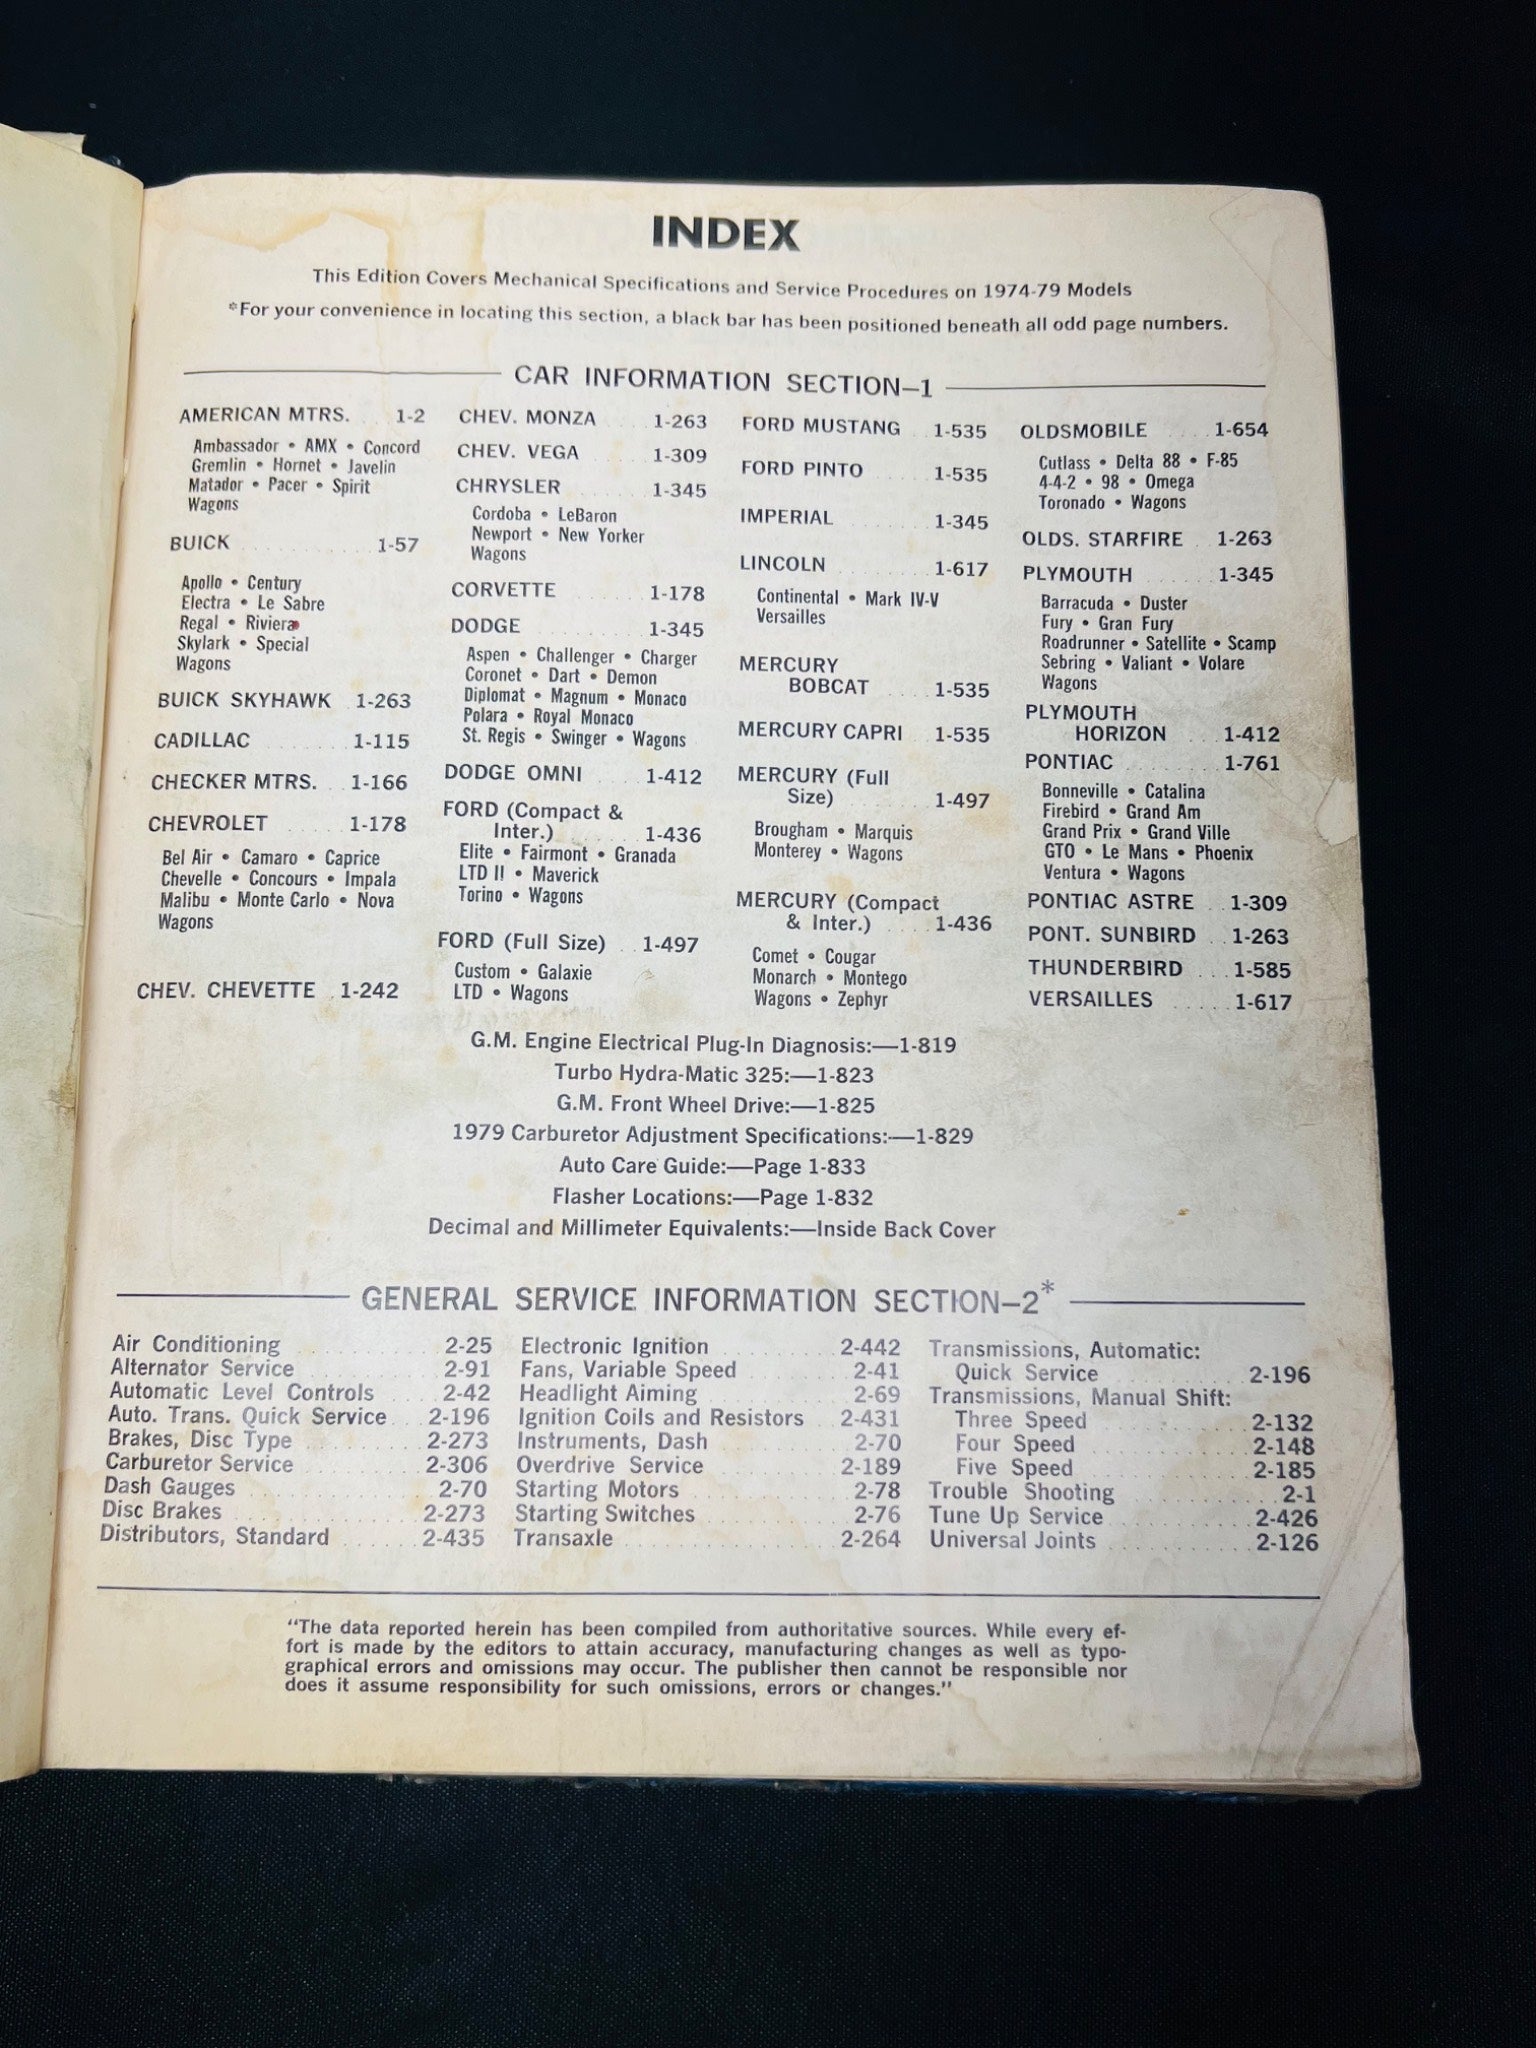 INDEX
This Edition Covers Mechanical Specifications and Service Procedures on 1974-79 Models
*For your convenience in locating this section, a black bar has been positioned beneath all odd page numbers.
CAR INFORMATION SECTION—1
AMERICAN MTRS. 1-2
Ambassador • AMX • Concord
Gremlin • Hornet • Javelin
Matador • Pacer • Spirit
Wagons
BUICK 1-57
Apollo • Century
Electra • Le Sabre
Regal • Riviera
Skylark • Special
Wagons
BUICK SKYHAWK 1-263
CADILLAC 1-115
CHECKER MTRS. 1-166
CHEVROLET 1-178
Bel Air • Camaro • Caprice
Chevelle • Concours • Impala
Malibu • Monte Carlo • Nova
Wagons
CHEV. CHEVETTE 1-242
CHEV. MONZA 1-263
CHEV. VEGA 1-309
CHRYSLER 1-345
Cordoba • LeBaron
Newport • New Yorker
Wagons
CORVETTE 1-178
DODGE 1-345
Aspen • Challenger • Charger
Coronet • Dart • Demon
Diplomat • Magnum • Monaco
Polara • Royal Monaco
St. Regis • Swinger • Wagons
DODGE OMNI 1-412
FORD (Compact &
Inter.) 1-436
Elite • Fairmont • Granada
LTD II • Maverick
Torino • Wagons
FORD (Full Size) 1-497
Custom • Galaxie
LTD • Wagons
FORD MUSTANG 1-535
FORD PINTO 1-535
IMPERIAL 1-345
LINCOLN 1-617
Continental • Mark IV-V
Versailles
MERCURY
BOBCAT 1-535
MERCURY CAPRI 1-535
MERCURY (Full
Size) 1-497
Brougham • Marquis
Monterey • Wagons
MERCURY (Compact
& Inter.) 1-436
Comet • Cougar
Monarch • Montego
Wagons • Zephyr
OLDSMOBILE 1-654
Cutlass • Delta 88 • F-85
4-4-2 • 98 • Omega
Toronado • Wagons
OLDS. STARFIRE 1-263
PLYMOUTH 1-345
Barracuda • Duster
Fury • Gran Fury
Roadrunner • Satellite • Scamp
Sebring • Valiant • Volare
Wagons
PLYMOUTH
HORIZON 1-412
PONTIAC 1-761
Bonneville • Catalina
Firebird • Grand Am
Grand Prix • Grand Ville
GTO • Le Mans • Phoenix
Ventura • Wagons
PONTIAC ASTRE 1-309
PONT. SUNBIRD 1-263
THUNDERBIRD 1-585
VERSAILLES 1-617
G.M. Engine Electrical Plug-In Diagnosis:—1-819
Turbo Hydra-Matic 325:—1-823
G.M. Front Wheel Drive:—1-825
1979 Carburetor Adjustment Specifications:—1-829
Auto Care Guide:—Page 1-833
Flasher Locations:—Page 1-832
Decimal and Millimeter Equivalents:—Inside Back Cover
GENERAL SERVICE INFORMATION SECTION—2*
Air Conditioning 2-25
Alternator Service 2-91
Automatic Level Controls 2-42
Auto. Trans. Quick Service 2-196
Brakes, Disc Type 2-273
Carburetor Service 2-306
Dash Gauges 2-70
Disc Brakes 2-273
Distributors, Standard 2-435
Electronic Ignition 2-442
Fans, Variable Speed 2-41
Headlight Aiming 2-69
Ignition Coils and Resistors 2-431
Instruments, Dash 2-70
Overdrive Service 2-189
Starting Motors 2-78
Starting Switches 2-76
Transaxle 2-264
Transmissions, Automatic:
Quick Service 2-196
Transmissions, Manual Shift:
Three Speed 2-132
Four Speed 2-148
Five Speed 2-185
Trouble Shooting 2-1
Tune Up Service 2-426
Universal Joints 2-126
"The data reported herein has been compiled from authoritative sources. While every ef-
fort is made by the editors to attain accuracy, manufacturing changes as well as typo-
graphical errors and omissions may occur. The publisher then cannot be responsible nor
does it assume responsibility for such omissions, errors or changes."